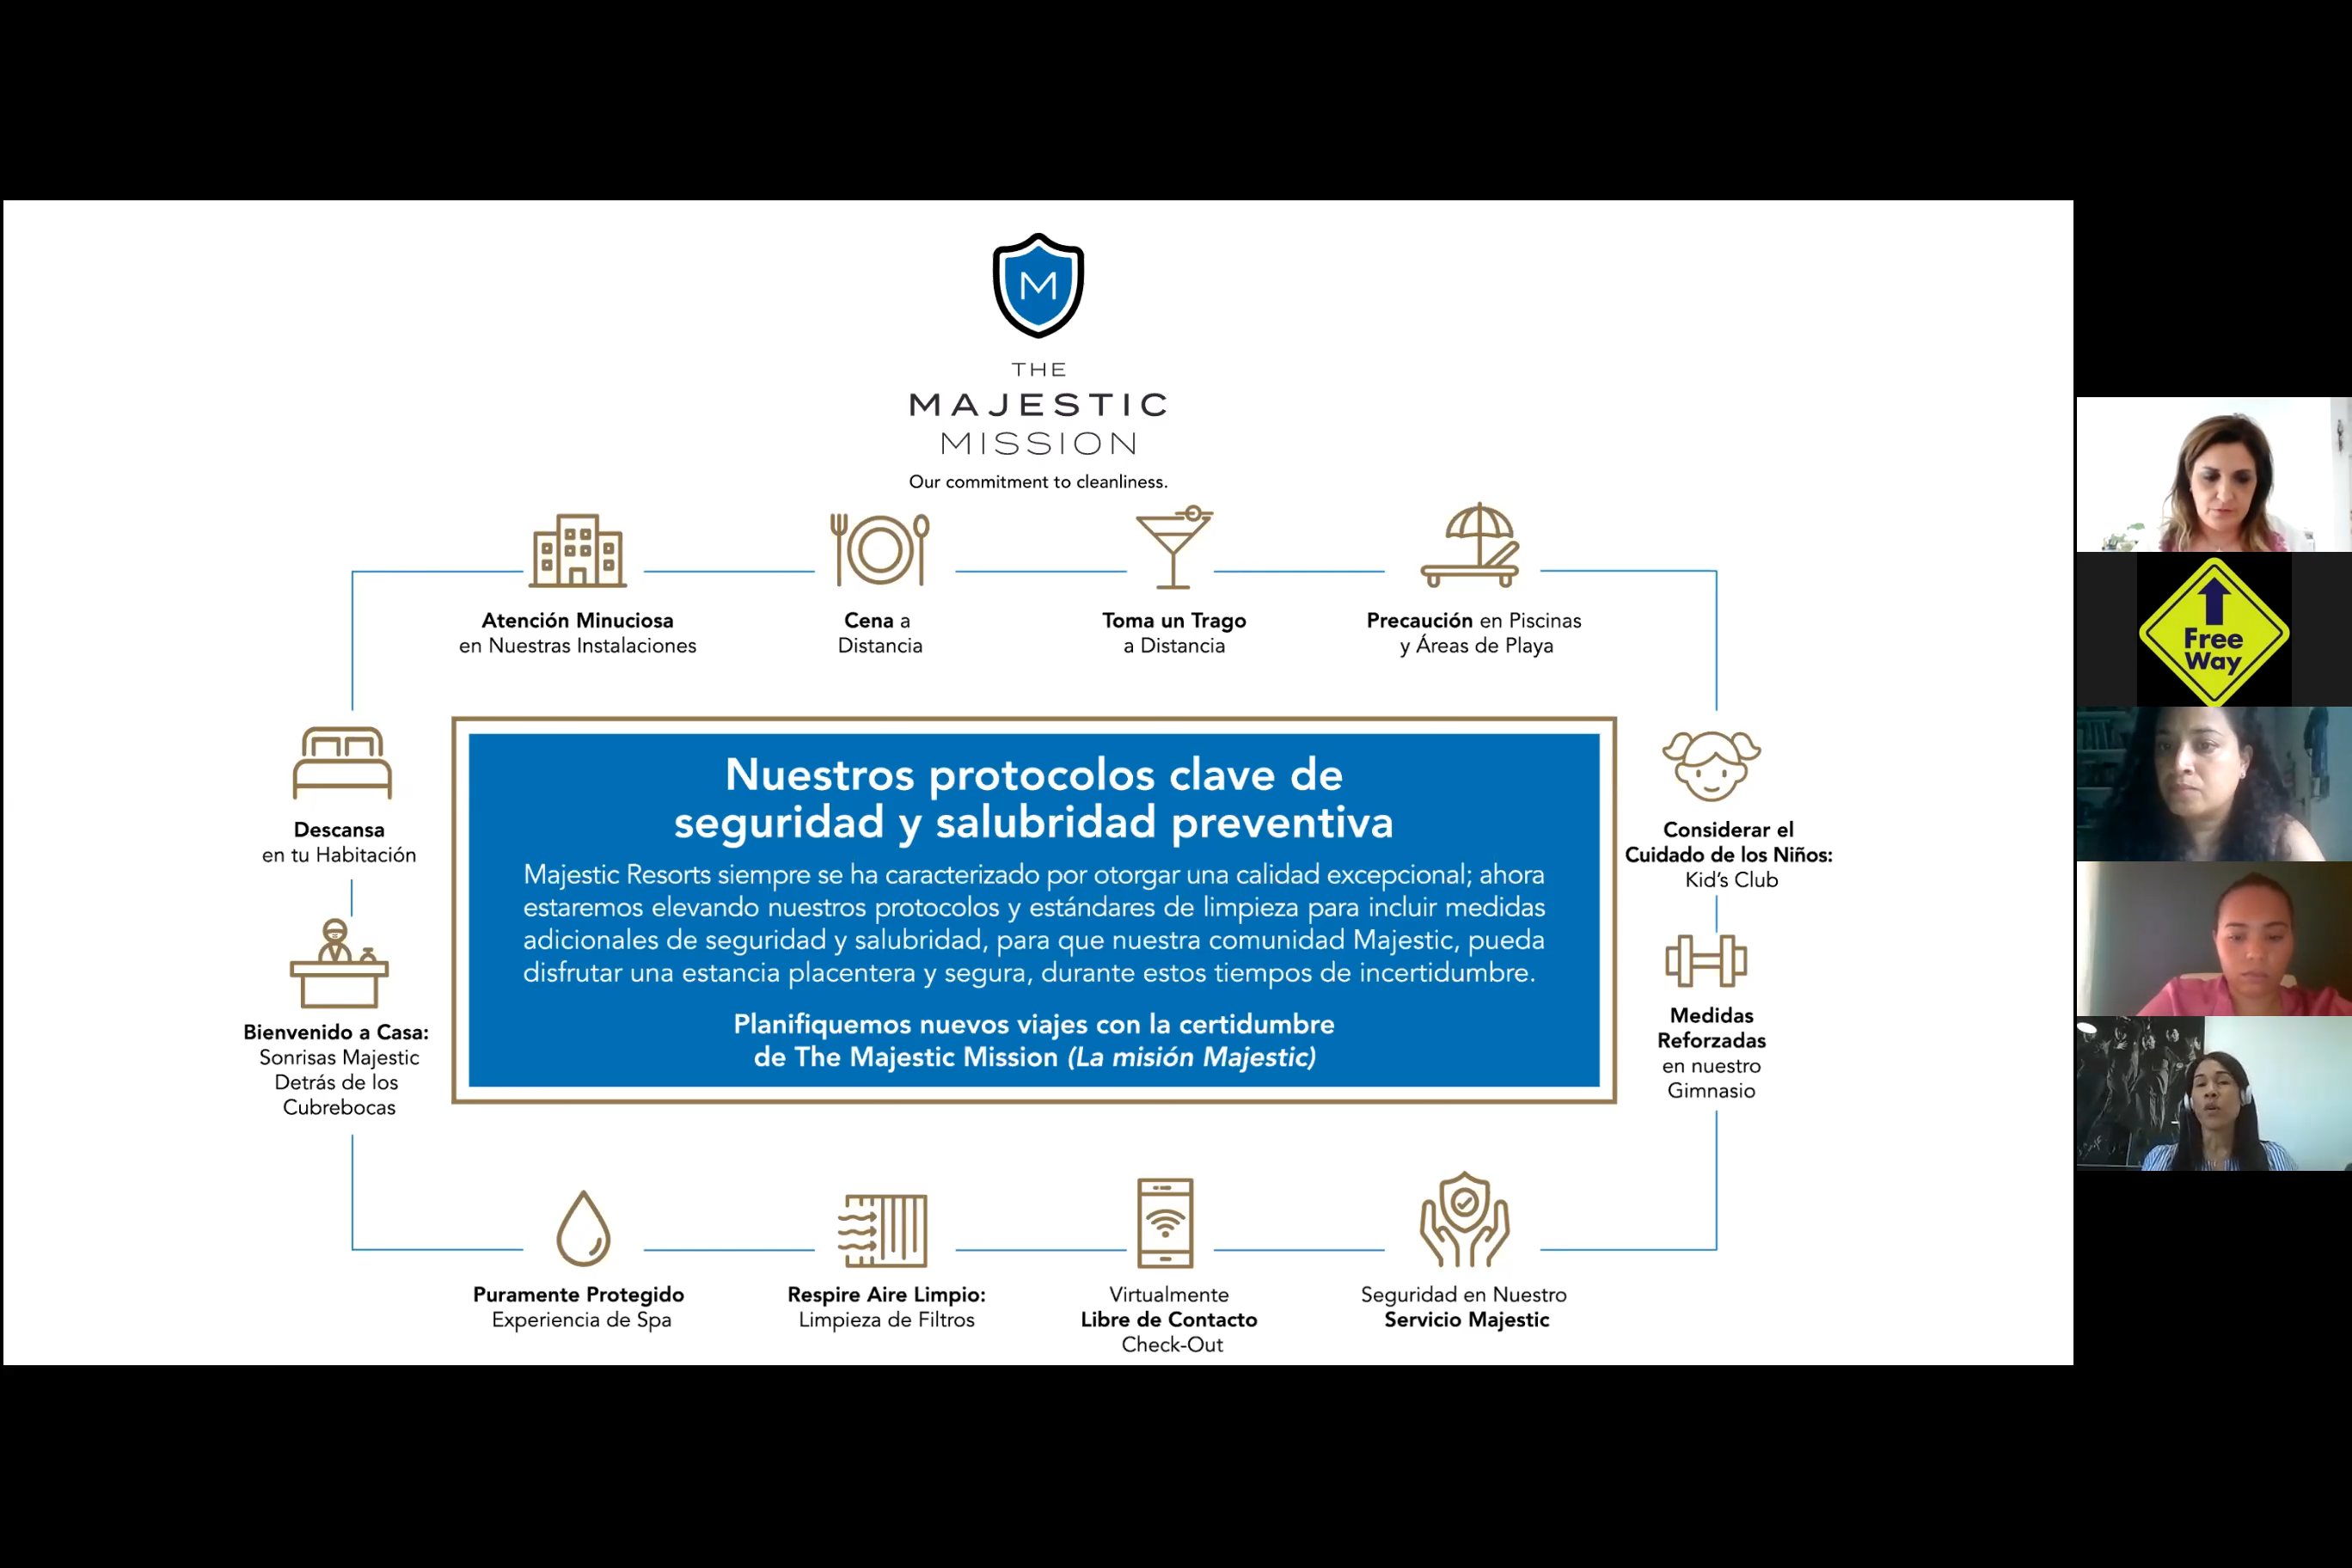 M
THE
MAJESTIC
MISSION
Our commitment to cleanliness.
Atención Minuciosa
en Nuestras Instalaciones
Cena a
Distancia
Toma un Trago
a Distancia
Precaución en Piscinas
y Áreas de Playa
Descansa
en tu Habitación
Bienvenido a Casa:
Sonrisas Majestic
Detrás de los
Cubrebocas
Nuestros protocolos clave de
seguridad y salubridad preventiva
Majestic Resorts siempre se ha caracterizado por otorgar una calidad excepcional; ahora
estaremos elevando nuestros protocolos y estándares de limpieza para incluir medidas
adicionales de seguridad y salubridad, para que nuestra comunidad Majestic, pueda
disfrutar una estancia placentera y segura, durante estos tiempos de incertidumbre.
Planifiquemos nuevos viajes con la certidumbre
de The Majestic Mission (La misión Majestic)
Considerar el
Cuidado de los Niños:
Kid's Club
Medidas
Reforzadas
en nuestro
Gimnasio
Puramente Protegido
Experiencia de Spa
Respire Aire Limpio:
Limpieza de Filtros
Virtualmente
Libre de Contacto
Check-Out
Seguridad en Nuestro
Servicio Majestic
Free
Way